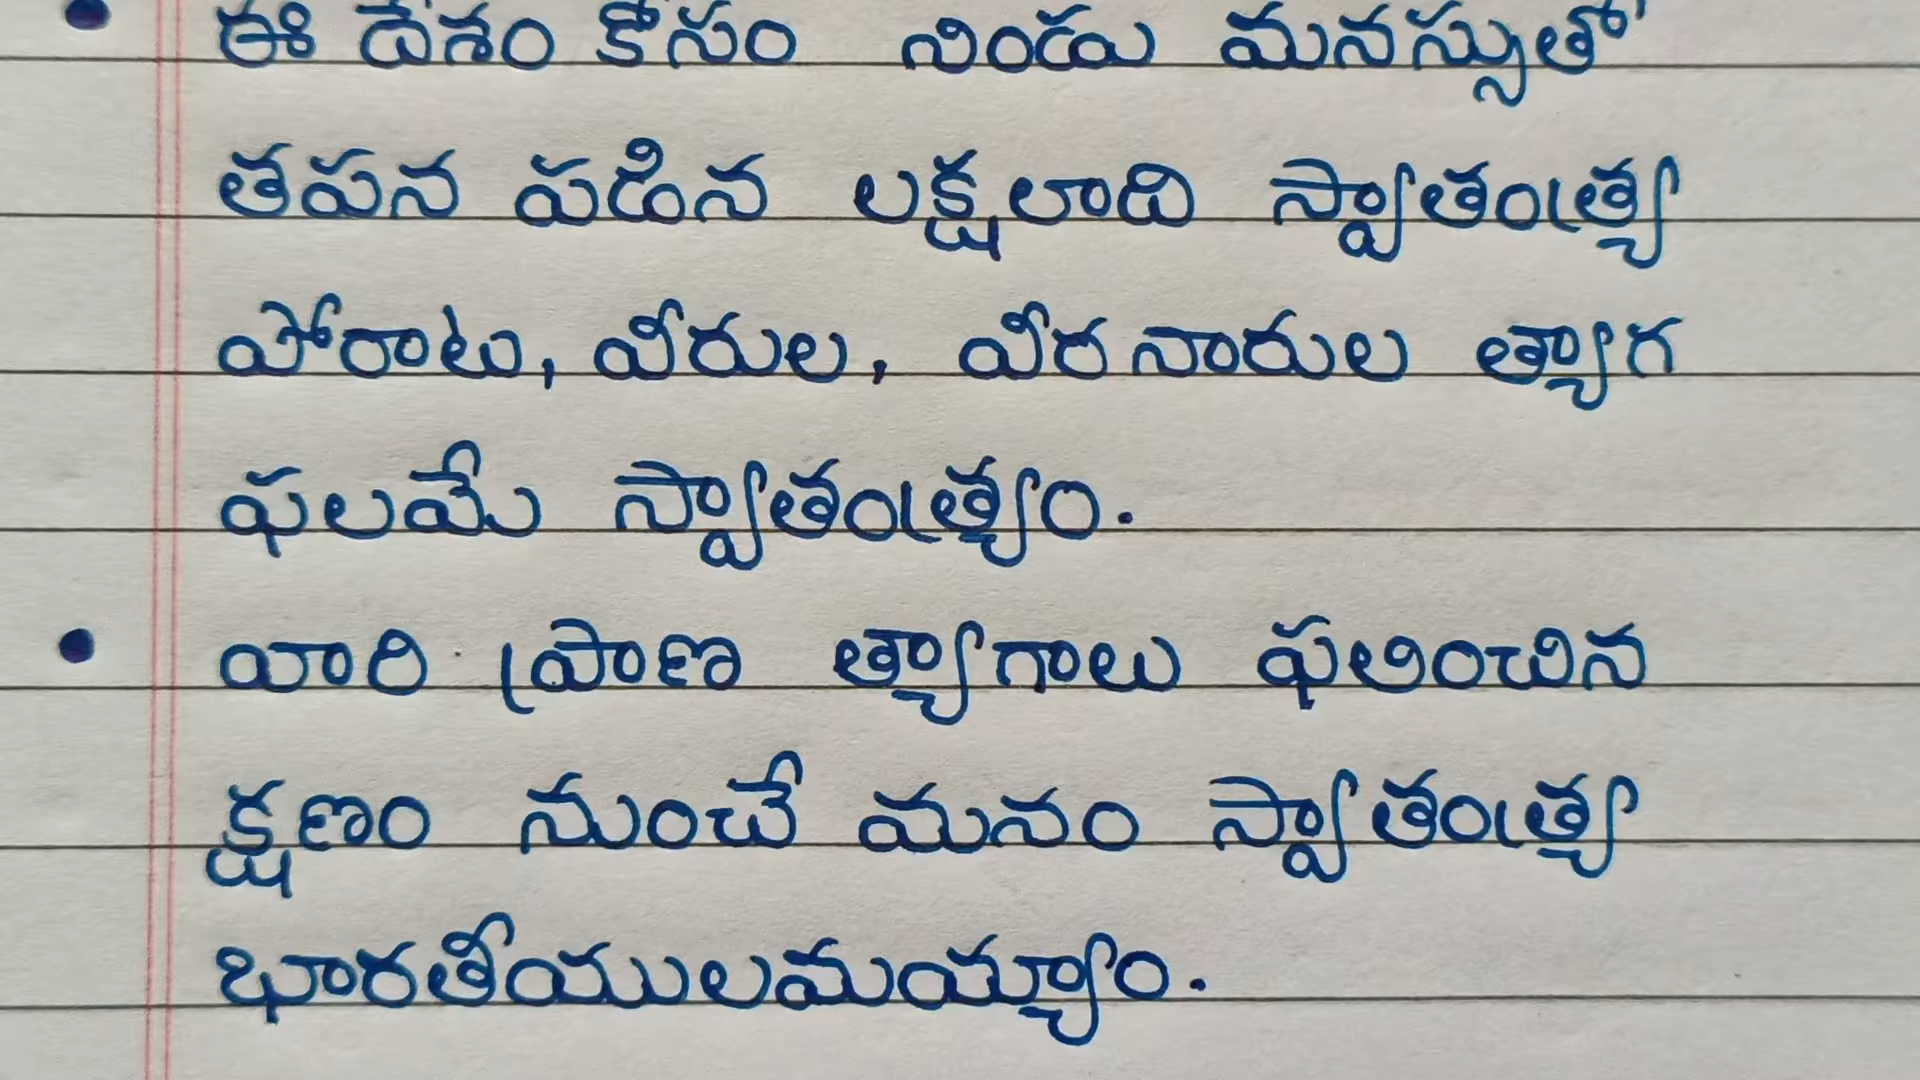 • ఈ దేశం కోసం నిండు మనస్సుతో
తపన పడిన లక్షలాది స్వాతంత్ర్య
పోరాటు, వీరుల, వీరనారుల త్యాగ
ఫలమే స్వాతంత్ర్యం.
• వారి ప్రాణ త్యాగాలు ఫలించిన
క్షణం నుంచే మనం స్వాతంత్ర్య
భారతీయులమయ్యాం.